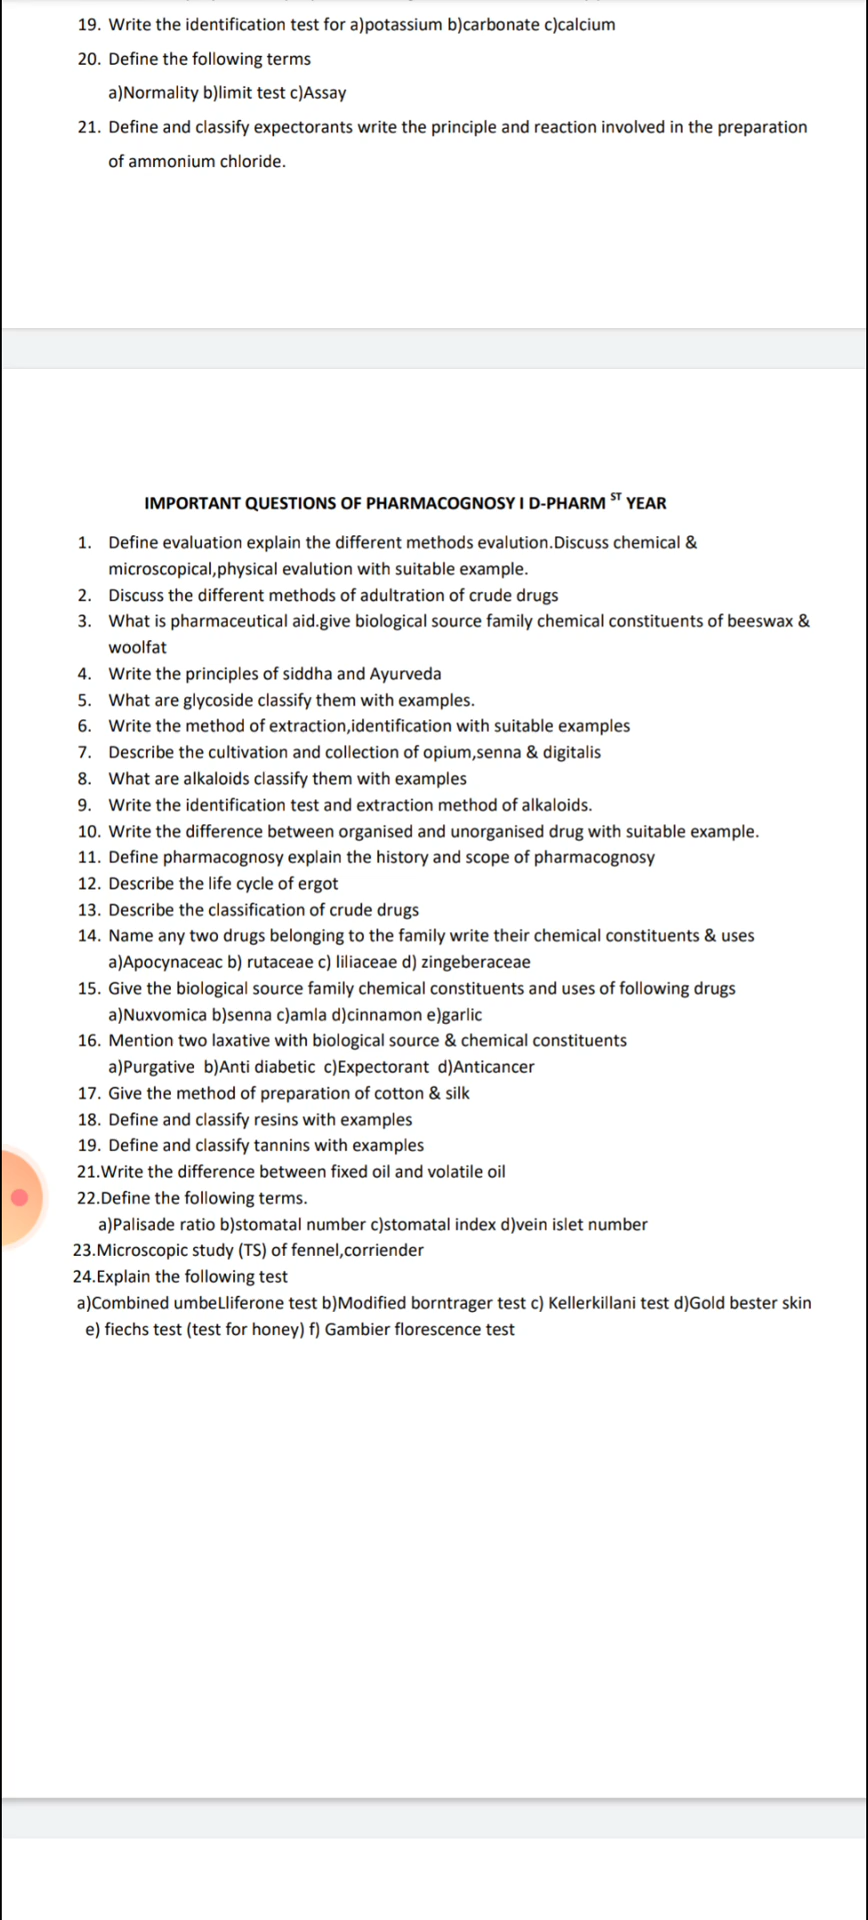 19. Write the identification test for a)potassium b)carbonate c)calcium
20. Define the following terms
a)Normality b)limit test c)Assay
21. Define and classify expectorants write the principle and reaction involved in the preparation
of ammonium chloride.
IMPORTANT QUESTIONS OF PHARMACOGNOSY I D-PHARM ST YEAR
1. Define evaluation explain the different methods evalution.Discuss chemical &
microscopical,physical evalution with suitable example.
2. Discuss the different methods of adultration of crude drugs
3. What is pharmaceutical aid.give biological source family chemical constituents of beeswax &
woolfat
4. Write the principles of siddha and Ayurveda
5. What are glycoside classify them with examples.
6. Write the method of extraction,identification with suitable examples
7. Describe the cultivation and collection of opium,senna & digitalis
8. What are alkaloids classify them with examples
9. Write the identification test and extraction method of alkaloids.
10. Write the difference between organised and unorganised drug with suitable example.
11. Define pharmacognosy explain the history and scope of pharmacognosy
12. Describe the life cycle of ergot
13. Describe the classification of crude drugs
14. Name any two drugs belonging to the family write their chemical constituents & uses
a)Apocynaceac b) rutaceae c) liliaceae d) zingeberaceae
15. Give the biological source family chemical constituents and uses of following drugs
a)Nuxvomica b)senna c)amla d)cinnamon e)garlic
16. Mention two laxative with biological source & chemical constituents
a)Purgative b)Anti diabetic c)Expectorant d)Anticancer
17. Give the method of preparation of cotton & silk
18. Define and classify resins with examples
19. Define and classify tannins with examples
21.Write the difference between fixed oil and volatile oil
22.Define the following terms.
a)Palisade ratio b)stomatal number c)stomatal index d)vein islet number
23.Microscopic study (TS) of fennel,corriender
24.Explain the following test
a)Combined umbeLliferone test b)Modified borntrager test c) Kellerkillani test d)Gold bester skin
e) fiechs test (test for honey) f) Gambier florescence test